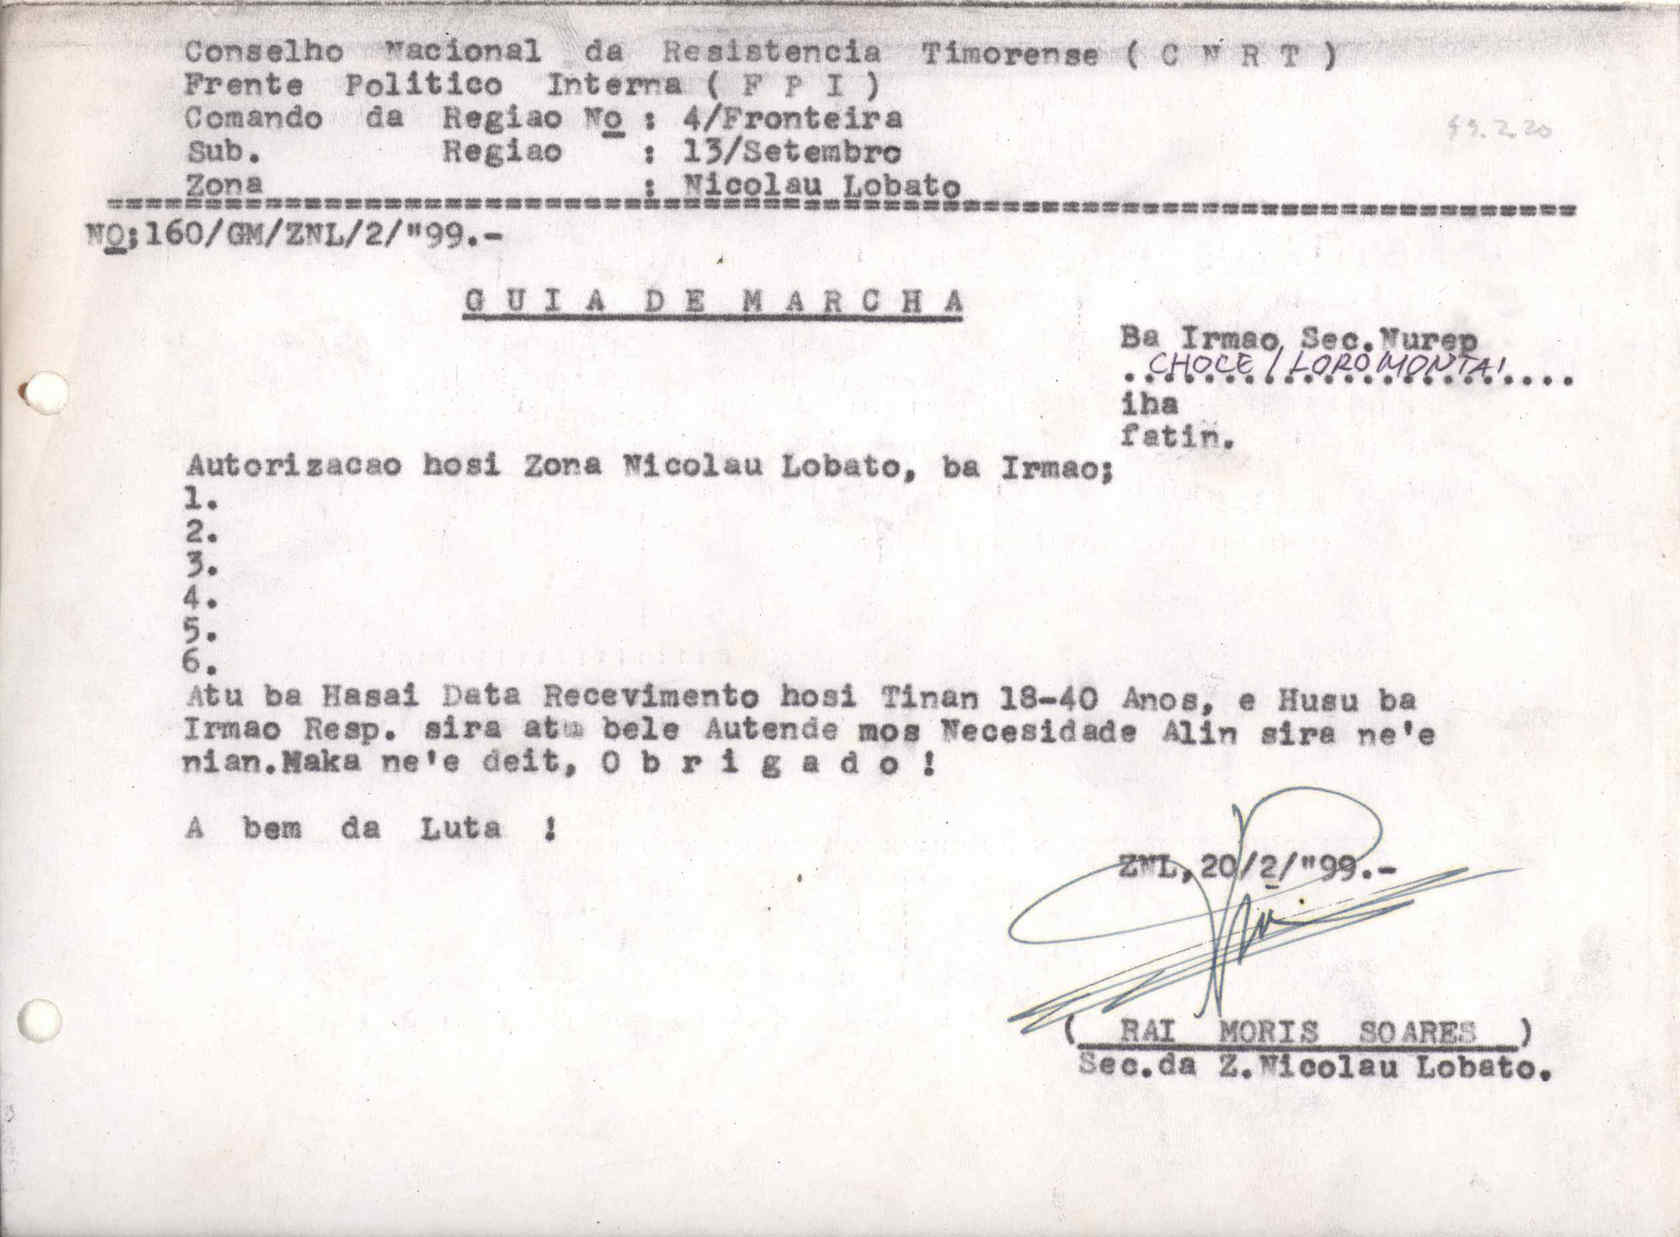 Conselho Nacional da Resistencia Timorense ( C N R T )
Frente Politico Interna ( F P I )
Comando da Regiao No : 4/Fronteira
99.2.20
Sub. Regiao : 13/Setembro
Zona : Nicolau Lobato
NO;160/GM/ZNL/2/"99.-
G U I A D E M A R C H A
Ba Irmao Sec.Nurep
CHOCE / LOROMONTAI
iha
fatin.
Autorizacao hosi Zona Nicolau Lobato, ba Irmao;
1.
2.
3.
4.
5.
6.
Atu ba Hasai Data Recevimento hosi Tinan 18-40 Anos, e Husu ba
Irmao Resp. sira atu bele Autende mos Necesidade Alin sira ne'e
nian.Maka ne'e deit, O b r i g a d o !
A bem da Luta !
ZNL, 20/2/"99.-
( RAI MORIS SOARES )
Sec.da Z.Nicolau Lobato.